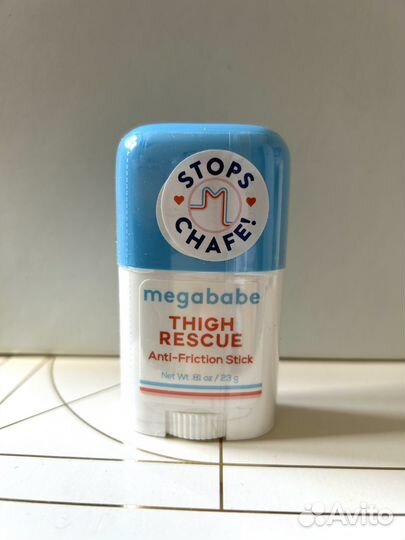 STOPS
M
CHAFE!
megababe
THIGH
RESCUE
Anti-Friction Stick
Net Wt .81 oz / 23 g
Avito